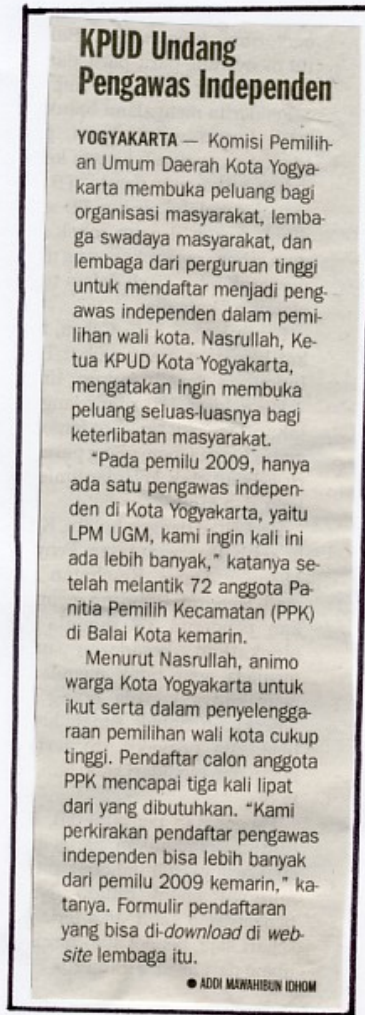 KPUD Undang
Pengawas Independen
YOGYAKARTA — Komisi Pemilih-
an Umum Daerah Kota Yogya-
karta membuka peluang bagi
organisasi masyarakat, lemba-
ga swadaya masyarakat, dan
lembaga dari perguruan tinggi
untuk mendaftar menjadi peng-
awas independen dalam pemi-
lihan wali kota. Nasrullah, Ke-
tua KPUD Kota Yogyakarta,
mengatakan ingin membuka
peluang seluas-luasnya bagi
keterlibatan masyarakat.
"Pada pemilu 2009, hanya
ada satu pengawas indepen-
den di Kota Yogyakarta, yaitu
LPM UGM, kami ingin kali ini
ada lebih banyak," katanya se-
telah melantik 72 anggota Pa-
nitia Pemilih Kecamatan (PPK)
di Balai Kota kemarin.
Menurut Nasrullah, animo
warga Kota Yogyakarta untuk
ikut serta dalam penyelengga-
raan pemilihan wali kota cukup
tinggi. Pendaftar calon anggota
PPK mencapai tiga kali lipat
dari yang dibutuhkan. "Kami
perkirakan pendaftar pengawas
independen bisa lebih banyak
dari pemilu 2009 kemarin," ka-
tanya. Formulir pendaftaran
yang bisa di-download di web-
site lembaga itu.
● ADDI MAWAHIBUN IDHOM